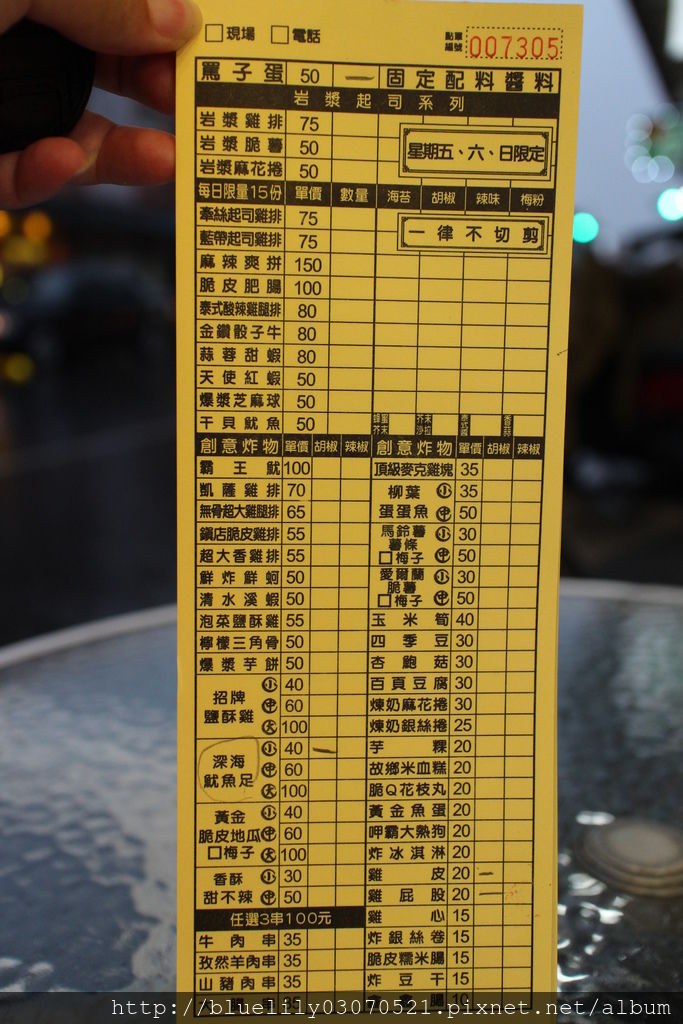 □現場 □電話 點單編號 007305
罵子蛋 50 一 固定配料醬料
岩漿起司系列
岩漿雞排 75
岩漿脆薯 50
岩漿麻花捲 50
星期五、六、日限定
每日限量15份 單價 數量 海苔 胡椒 辣味 梅粉
牽絲起司雞排 75
藍帶起司雞排 75
一律不切剪
麻辣爽拼 150
脆皮肥腸 100
泰式酸辣雞腿排 80
金鑽骰子牛 80
蒜蓉甜蝦 80
天使紅蝦 50
爆漿芝麻球 50
干貝魷魚 50
創意炸物 單價 胡椒 辣椒 創意炸物 單價 胡椒 辣椒
霸王魷 100
凱薩雞排 70
無骨超大雞腿排 65
鎮店脆皮雞排 55
超大香雞排 55
鮮炸鮮蚵 50
清水溪蝦 50
泡菜鹽酥雞 55
檸檬三角骨 50
爆漿芋餅 50
招牌鹽酥雞 小 40
中 60
大 100
深海魷魚足 小 40 一
中 60
大 100
黃金脆皮地瓜 □梅子 小 40
中 60
大 100
香酥甜不辣 小 30
中 50
任選3串100元
牛肉串 35
孜然羊肉串 35
山豬肉串 35
頂級麥克雞塊 35
柳葉蛋蛋魚 小 35
中 50
馬鈴薯薯條 □梅子 小 30
中 50
愛爾蘭脆薯 □梅子 小 30
中 50
玉米筍 40
四季豆 30
杏鮑菇 30
百頁豆腐 30
煉奶麻花捲 30
煉奶銀絲捲 25
芋粿 20
故鄉米血糕 20
脆Q花枝丸 20
黃金魚蛋 20
呷霸大熱狗 20
炸冰淇淋 20
雞皮 20 一
雞屁股 20 一
雞心 15
炸銀絲卷 15
脆皮糯米腸 15
炸豆干 15
http://bluelily03070521.pixnet.net/album